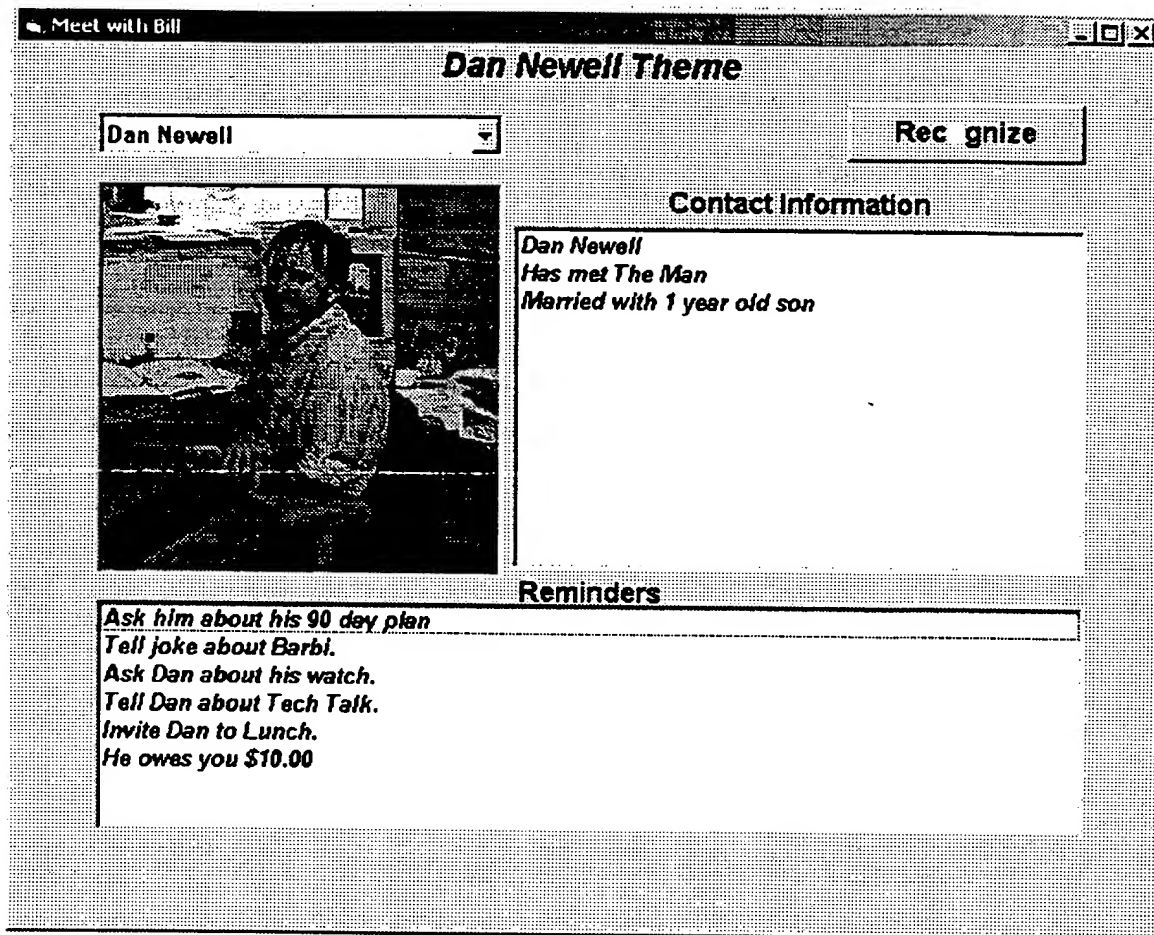 Meet with Bill
Dan Newell Theme
Dan Newell
Rec gnize
Contact Information
Dan Newell
Has met The Man
Married with 1 year old son
Reminders
Ask him about his 90 day plan
Tell joke about Barbi.
Ask Dan about his watch.
Tell Dan about Tech Talk.
Invite Dan to Lunch.
He owes you $10.00